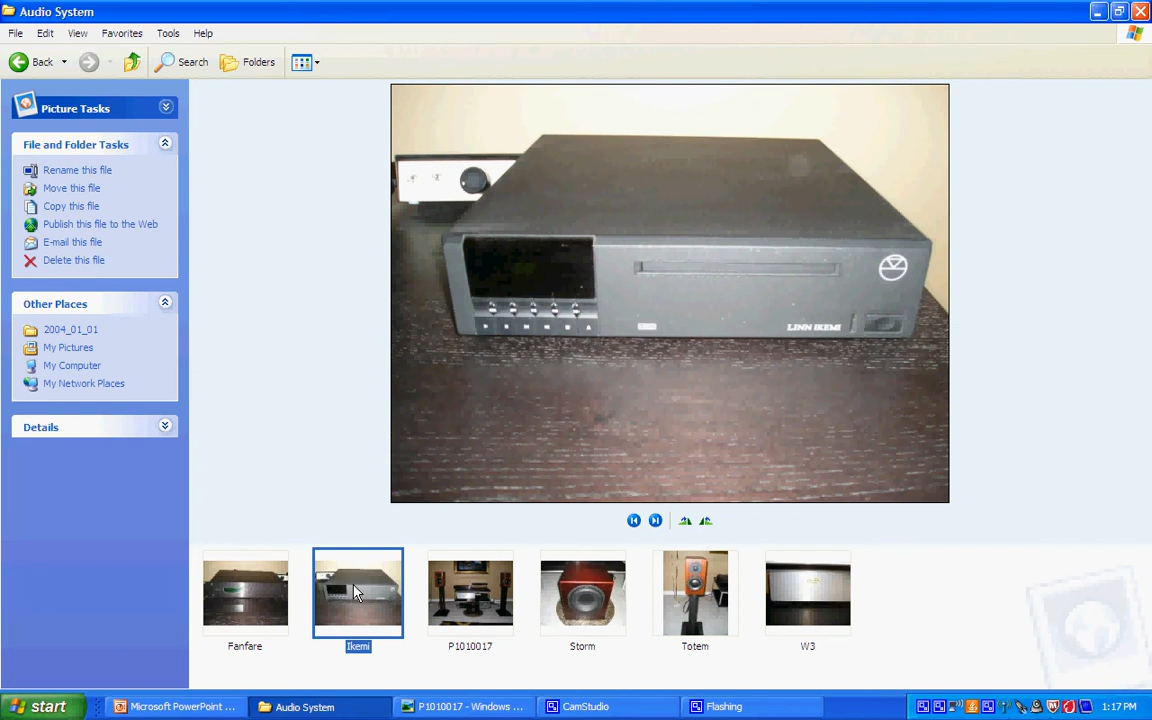 Audio System
File Edit View Favorites Tools Help
Back Search Folders
Picture Tasks
File and Folder Tasks
Rename this file
Move this file
Copy this file
Publish this file to the Web
E-mail this file
Delete this file
Other Places
2004_01_01
My Pictures
My Computer
My Network Places
Details
LINN IKEMI
Fanfare Ikemi P1010017 Storm Totem W3
start Microsoft PowerPoint ... Audio System P1010017 - Windows ... CamStudio Flashing 1:17 PM